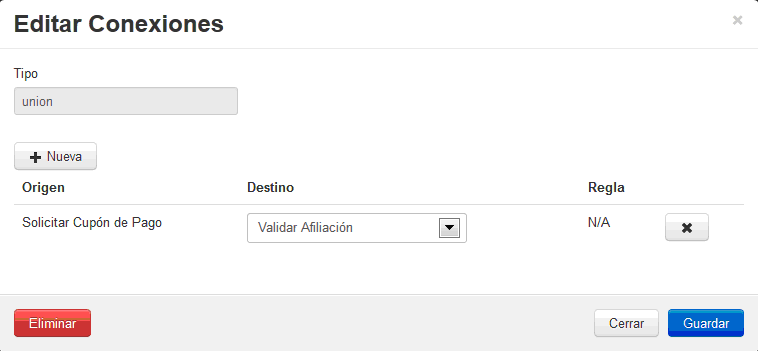 Editar Conexiones
×
Tipo
union
Nueva
Origen Destino Regla
Solicitar Cupón de Pago Validar Afiliación N/A
Eliminar Cerrar Guardar